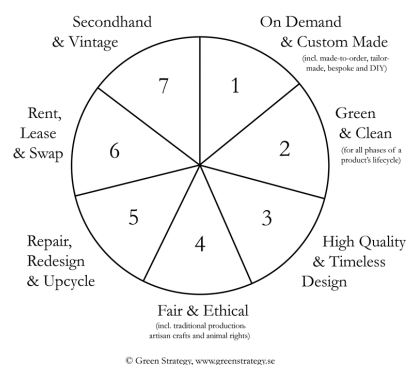 Secondhand
& Vintage
On Demand
& Custom Made
(incl. made-to-order, tailor-
made, bespoke and DIY)
7
1
Rent,
Lease
& Swap
6
2
Green
& Clean
(for all phases of a
product's lifecycle)
5
3
4
Repair,
Redesign
& Upcycle
High Quality
& Timeless
Design
Fair & Ethical
(incl. traditional production,
artisan crafts and animal rights)
© Green Strategy, www.greenstrategy.se